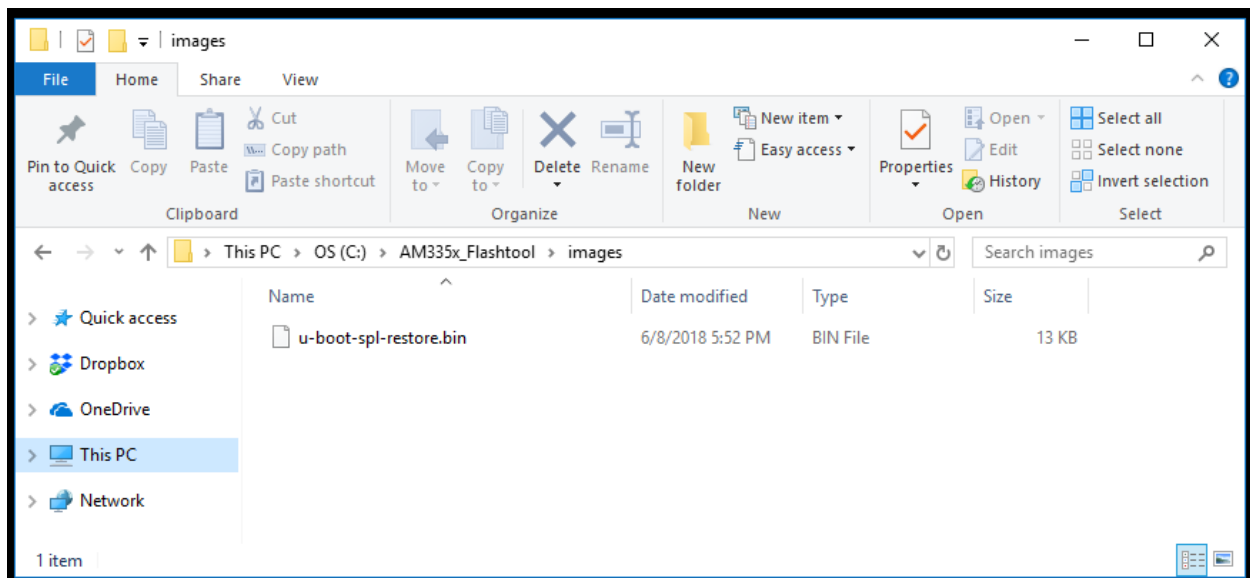 images
File Home Share View
Pin to Quick access
Copy
Paste
Cut
Copy path
Paste shortcut
Clipboard
Move to
Copy to
Delete
Rename
Organize
New folder
New item
Easy access
New
Properties
Open
Edit
History
Open
Select all
Select none
Invert selection
Select
This PC > OS (C:) > AM335x_Flashtool > images
Search images
Quick access
Dropbox
OneDrive
This PC
Network
Name Date modified Type Size
u-boot-spl-restore.bin 6/8/2018 5:52 PM BIN File 13 KB
1 item